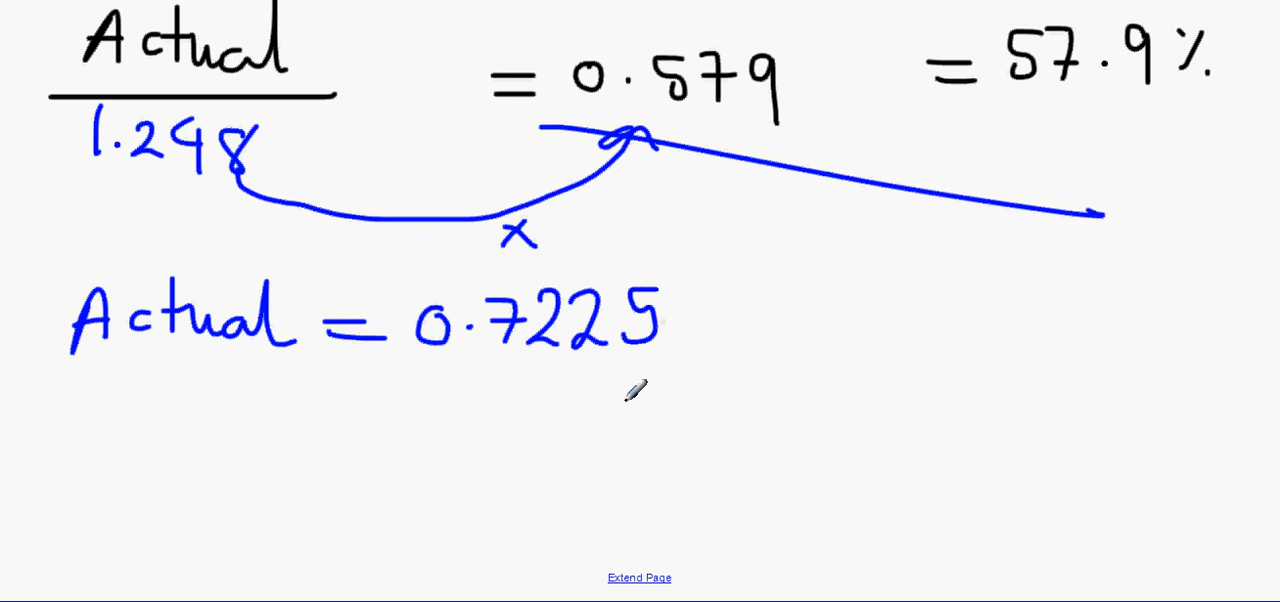 Actual
1.248
= 0.579
= 57.9%
x
Actual = 0.7225
Extend Page